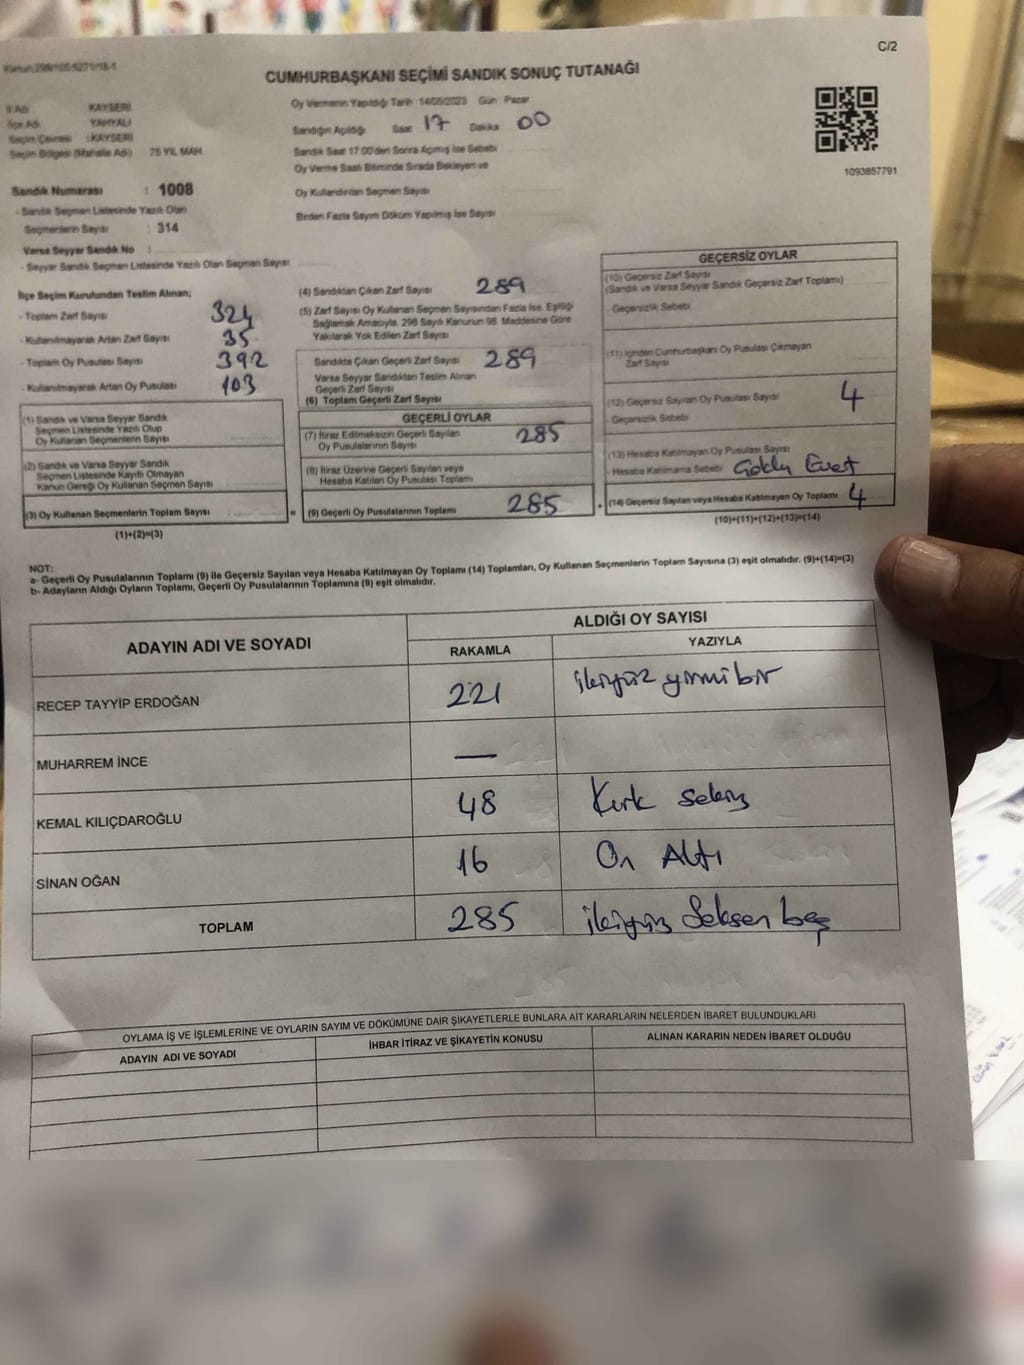 C/2
CUMHURBAŞKANI SEÇİMİ SANDIK SONUÇ TUTANAĞI
İl Adı KAYSERİ
İlçe Adı YAHYALI
Seçim Çevresi : KAYSERİ
Seçim Bölgesi (Mahalle Adı) 75 YIL MAH.
Oy Vermenin Yapıldığı Tarih 14/05/2023 Gün Pazar
Sandığın Açıldığı Saat 17 Dakika 00
Sandık Saat 17:00'den Sonra Açmış İse Sebebi
Oy Verme Saati Bitiminde Sırada Bekleyen ve
Oy Kullandırılan Seçmen Sayısı
Birden Fazla Sayım Döküm Yapılmış İse Sayısı
1093857791
Sandık Numarası : 1008
- Sandık Seçmen Listesinde Yazılı Olan
Seçmenlerin Sayısı : 314
Varsa Seyyar Sandık No :
- Seyyar Sandık Seçmen Listesinde Yazılı Olan Seçmen Sayısı
İlçe Seçim Kurulundan Teslim Alınan;
- Toplam Zarf Sayısı 324
- Kullanılmayarak Artan Zarf Sayısı 35
- Toplam Oy Pusulası Sayısı 392
- Kullanılmayarak Artan Oy Pusulası 103
(1) Sandık ve Varsa Seyyar Sandık
Seçmen Listesinde Yazılı Olup
Oy Kullanan Seçmenlerin Sayısı
(2) Sandık ve Varsa Seyyar Sandık
Seçmen Listesinde Kayıtlı Olmayan
Kanun Gereği Oy Kullanan Seçmen Sayısı
(3) Oy Kullanan Seçmenlerin Toplam Sayısı
(1)+(2)=(3)
(4) Sandıktan Çıkan Zarf Sayısı 289
(5) Zarf Sayısı Oy Kullanan Seçmen Sayısından Fazla İse, Eşitliği
Sağlamak Amacıyla, 298 Sayılı Kanunun 98. Maddesine Göre
Yakılarak Yok Edilen Zarf Sayısı
Sandıkta Çıkan Geçerli Zarf Sayısı 289
Varsa Seyyar Sandıktan Teslim Alınan
Geçerli Zarf Sayısı
(6) Toplam Geçerli Zarf Sayısı
GEÇERLİ OYLAR
(7) İtiraz Edilmeksizin Geçerli Sayılan
Oy Pusulalarının Sayısı 285
(8) İtiraz Üzerine Geçerli Sayılan veya
Hesaba Katılan Oy Pusulası Toplamı
(9) Geçerli Oy Pusulalarının Toplamı 285
GEÇERSİZ OYLAR
(10) Geçersiz Zarf Sayısı
(Sandık ve Varsa Seyyar Sandık Geçersiz Zarf Toplamı)
- Geçersizlik Sebebi
(11) İçinden Cumhurbaşkanı Oy Pusulası Çıkmayan
Zarf Sayısı
(12) Geçersiz Sayılan Oy Pusulası Sayısı 4
- Geçersizlik Sebebi
(13) Hesaba Katılmayan Oy Pusulası Sayısı
- Hesaba Katılmama Sebebi
(14) Geçersiz Sayılan veya Hesaba Katılmayan Oy Toplamı 4
(10)+(11)+(12)+(13)=(14)
NOT:
a- Geçerli Oy Pusulalarının Toplamı (9) ile Geçersiz Sayılan veya Hesaba Katılmayan Oy Toplamı (14) Toplamları, Oy Kullanan Seçmenlerin Toplam Sayısına (3) eşit olmalıdır. (9)+(14)=(3)
b- Adayların Aldığı Oyların Toplamı, Geçerli Oy Pusulalarının Toplamına (9) eşit olmalıdır.
ADAYIN ADI VE SOYADI
ALDIĞI OY SAYISI
RAKAMLA YAZIYLA
RECEP TAYYİP ERDOĞAN 221 ikiyüz yirmi bir
MUHARREM İNCE —
KEMAL KILIÇDAROĞLU 48 Kırk sekiz
SİNAN OĞAN 16 On Altı
TOPLAM 285 ikiyüz Seksen beş
OYLAMA İŞ VE İŞLEMLERİNE VE OYLARIN SAYIM VE DÖKÜMÜNE DAİR ŞİKAYETLERLE BUNLARA AİT KARARLARIN NELERDEN İBARET BULUNDUKLARI
ADAYIN ADI VE SOYADI İHBAR İTİRAZ VE ŞİKAYETİN KONUSU ALINAN KARARIN NEDEN İBARET OLDUĞU